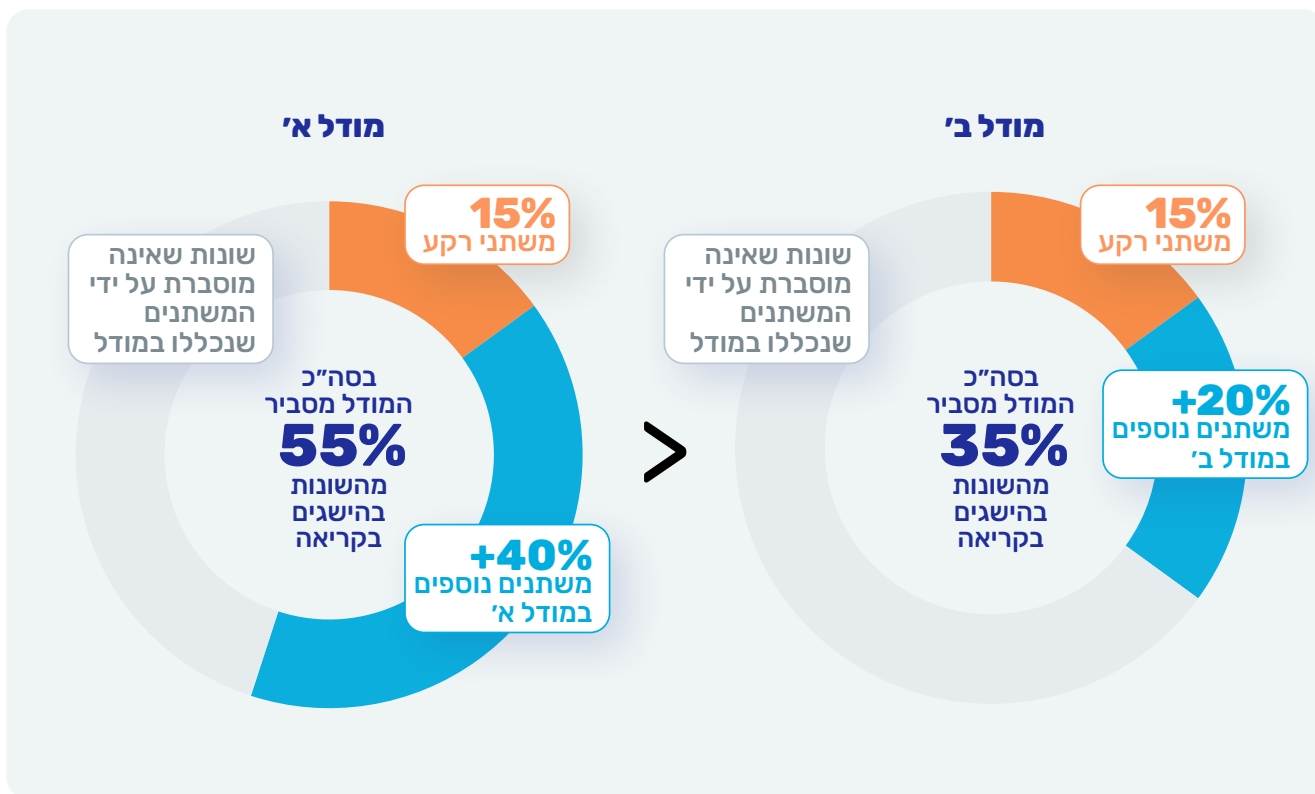 מודל א׳
15%
משתני רקע
שונות שאינה
מוסברת על ידי
המשתנים
שנכללו במודל
בסה״כ
המודל מסביר
55%
מהשונות
בהישגים
בקריאה
+40%
משתנים נוספים
במודל א׳
>
מודל ב׳
15%
משתני רקע
שונות שאינה
מוסברת על ידי
המשתנים
שנכללו במודל
בסה״כ
המודל מסביר
35%
מהשונות
בהישגים
בקריאה
+20%
משתנים נוספים
במודל ב׳